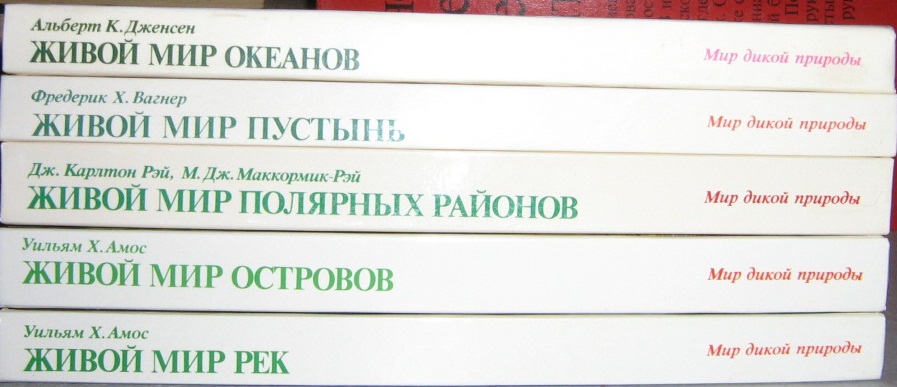 Альберт К. Дженсен
ЖИВОЙ МИР ОКЕАНОВ
Мир дикой природы
Фредерик Х. Вагнер
ЖИВОЙ МИР ПУСТЫНЬ
Мир дикой природы
Дж. Карлтон Рэй, М. Дж. Маккормик-Рэй
ЖИВОЙ МИР ПОЛЯРНЫХ РАЙОНОВ
Мир дикой природы
Уильям Х. Амос
ЖИВОЙ МИР ОСТРОВОВ
Мир дикой природы
Уильям Х. Амос
ЖИВОЙ МИР РЕК
Мир дикой природы